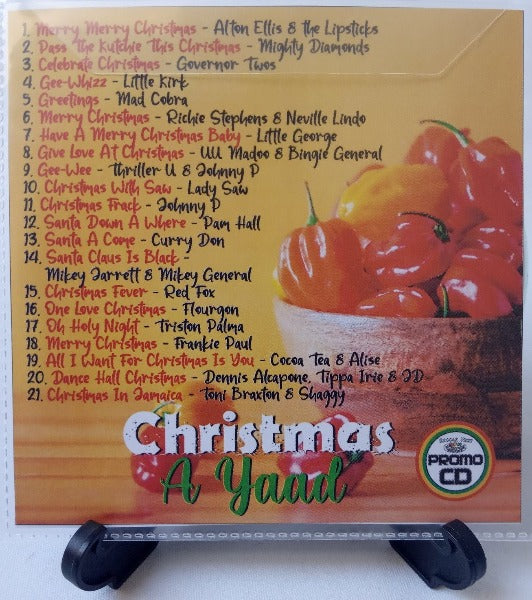 1. Merry Merry Christmas - Alton Ellis & the Lipsticks
2. Pass The Kutchie This Christmas - Mighty Diamonds
3. Celebrate Christmas - Governor Twos
4. Gee-Whizz - Little Kirk
5. Greetings - Mad Cobra
6. Merry Christmas - Richie Stephens & Neville Lindo
7. Have A Merry Christmas Baby - Little George
8. Give Love At Christmas - UU Madoo & Bingie General
9. Gee-Wee - Thriller U & Johnny P
10. Christmas With Saw - Lady Saw
11. Christmas Frack - Johnny P
12. Santa Down A Where - Pam Hall
13. Santa A Come - Curry Don
14. Santa Claus Is Black -
Mikey Jarrett & Mikey General
15. Christmas Fever - Red Fox
16. One Love Christmas - Flourgon
17. Oh Holy Night - Triston Palma
18. Merry Christmas - Frankie Paul
19. All I Want For Christmas Is You - Cocoa Tea & Alise
20. Dance Hall Christmas - Dennis Alcapone, Tippa Irie & JD
21. Christmas In Jamaica - Toni Braxton & Shaggy
Christmas
A Yaad
PROMO
CD